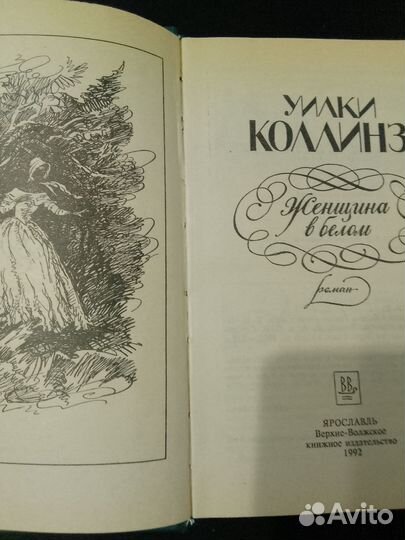 УИЛКИ
КОЛЛИНЗ
Женщина
в белом
роман
ВВ
ЯРОСЛАВЛЬ
Верхне-Волжское
книжное издательство
1992
Avito